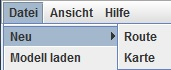 Datei Ansicht Hilfe
Neu Route
Modell laden Karte